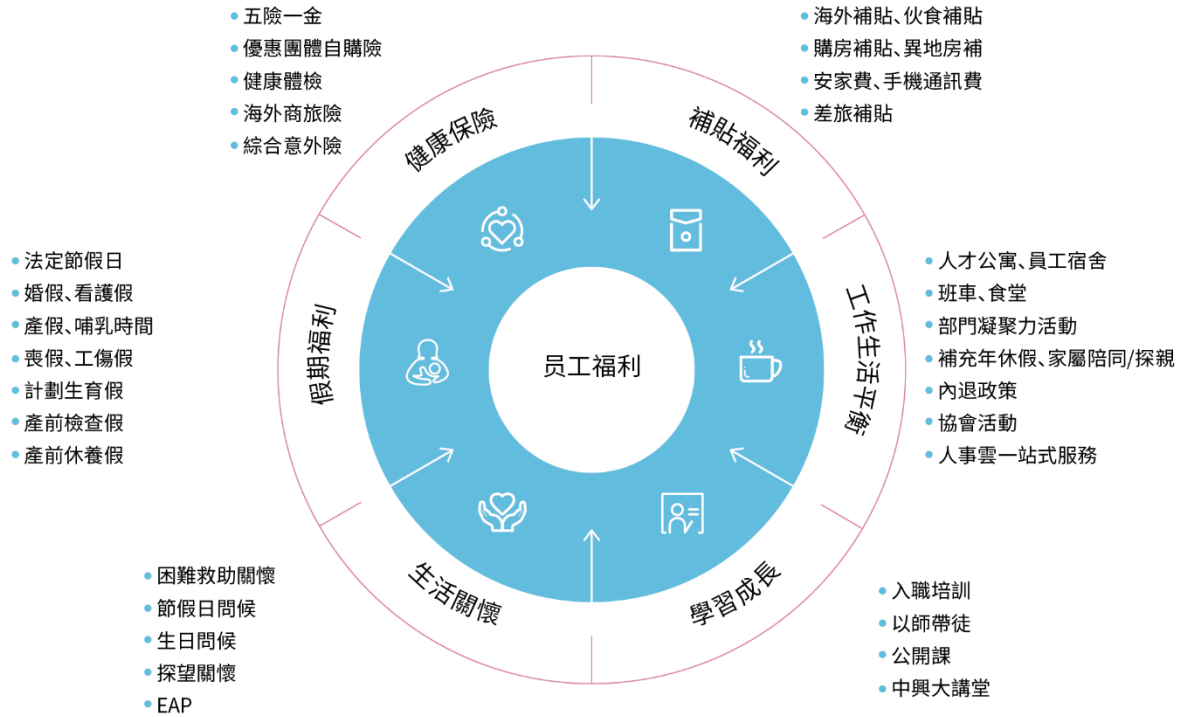 五險一金
優惠團體自購險
健康體檢
海外商旅險
綜合意外險
健康保險
海外補貼、伙食補貼
購房補貼、異地房補
安家費、手機通訊費
差旅補貼
補貼福利
法定節假日
婚假、看護假
產假、哺乳時間
喪假、工傷假
計劃生育假
產前檢查假
產前休養假
假期福利
员工福利
工作生活平衡
人才公寓、員工宿舍
班車、食堂
部門凝聚力活動
補充年休假、家屬陪同/探親
內退政策
協會活動
人事雲一站式服務
生活關懷
困難救助關懷
節假日問候
生日問候
探望關懷
EAP
學習成長
入職培訓
以師帶徒
公開課
中興大講堂